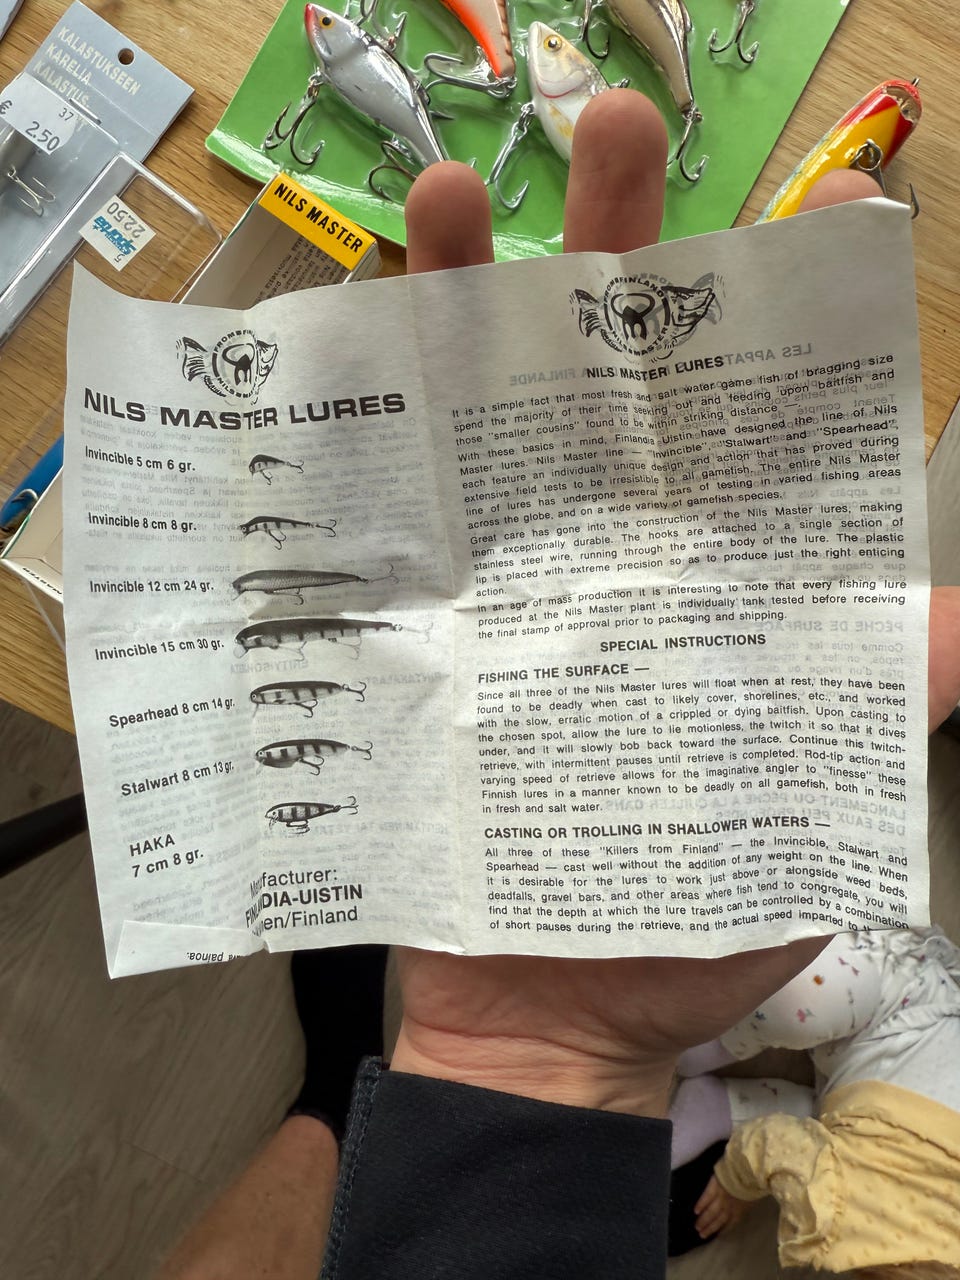 KALASTUKSEEN
KARELIA
KALASTUS
37
€ 2.50
22.50
NILS MASTER
NILS MASTER LURES
Invincible 5 cm 6 gr.
Invincible 8 cm 8 gr.
Invincible 12 cm 24 gr.
Invincible 15 cm 30 gr.
Spearhead 8 cm 14 gr.
Stalwart 8 cm 13 gr.
HAKA
7 cm 8 gr.
Manufacturer:
FINLANDIA-UISTIN
painoa.
NILS MASTER LURES
It is a simple fact that most fresh and salt water game fish of bragging size
spend the majority of their time seeking out and feeding upon baitfish and
those "smaller cousins" found to be within striking distance —
With these basics in mind, Finlandia Uistin have designed the line of Nils
Master lures. Nils Master line — "Invincible", "Stalwart" and "Spearhead",
each feature an individually unique design and action that has proved during
extensive field tests to be irresistible to all gamefish. The entire Nils Master
line of lures has undergone several years of testing in varied fishing areas
across the globe, and on a wide variety of gamefish species.
Great care has gone into the construction of the Nils Master lures, making
them exceptionally durable. The hooks are attached to a single section of
stainless steel wire, running through the entire body of the lure. The plastic
lip is placed with extreme precision so as to produce just the right enticing
action.
In an age of mass production it is interesting to note that every fishing lure
produced at the Nils Master plant is individually tank tested before receiving
the final stamp of approval prior to packaging and shipping.
SPECIAL INSTRUCTIONS
FISHING THE SURFACE —
Since all three of the Nils Master lures will float when at rest, they have been
found to be deadly when cast to likely cover, shorelines, etc., and worked
with the slow, erratic motion of a crippled or dying baitfish. Upon casting to
the chosen spot, allow the lure to lie motionless, the twitch it so that it dives
under, and it will slowly bob back toward the surface. Continue this twitch-
retrieve, with intermittent pauses until retrieve is completed. Rod-tip action and
varying speed of retrieve allows for the imaginative angler to "finesse" these
Finnish lures in a manner known to be deadly on all gamefish, both in fresh
in fresh and salt water.
CASTING OR TROLLING IN SHALLOWER WATERS —
All three of these "Killers from Finland" — the Invincible, Stalwart and
Spearhead — cast well without the addition of any weight on the line. When
it is desirable for the lures to work just above or alongside weed beds,
deadfalls, gravel bars, and other areas where fish tend to congregate, you will
find that the depth at which the lure travels can be controlled by a combination
of short pauses during the retrieve, and the actual speed imparted to